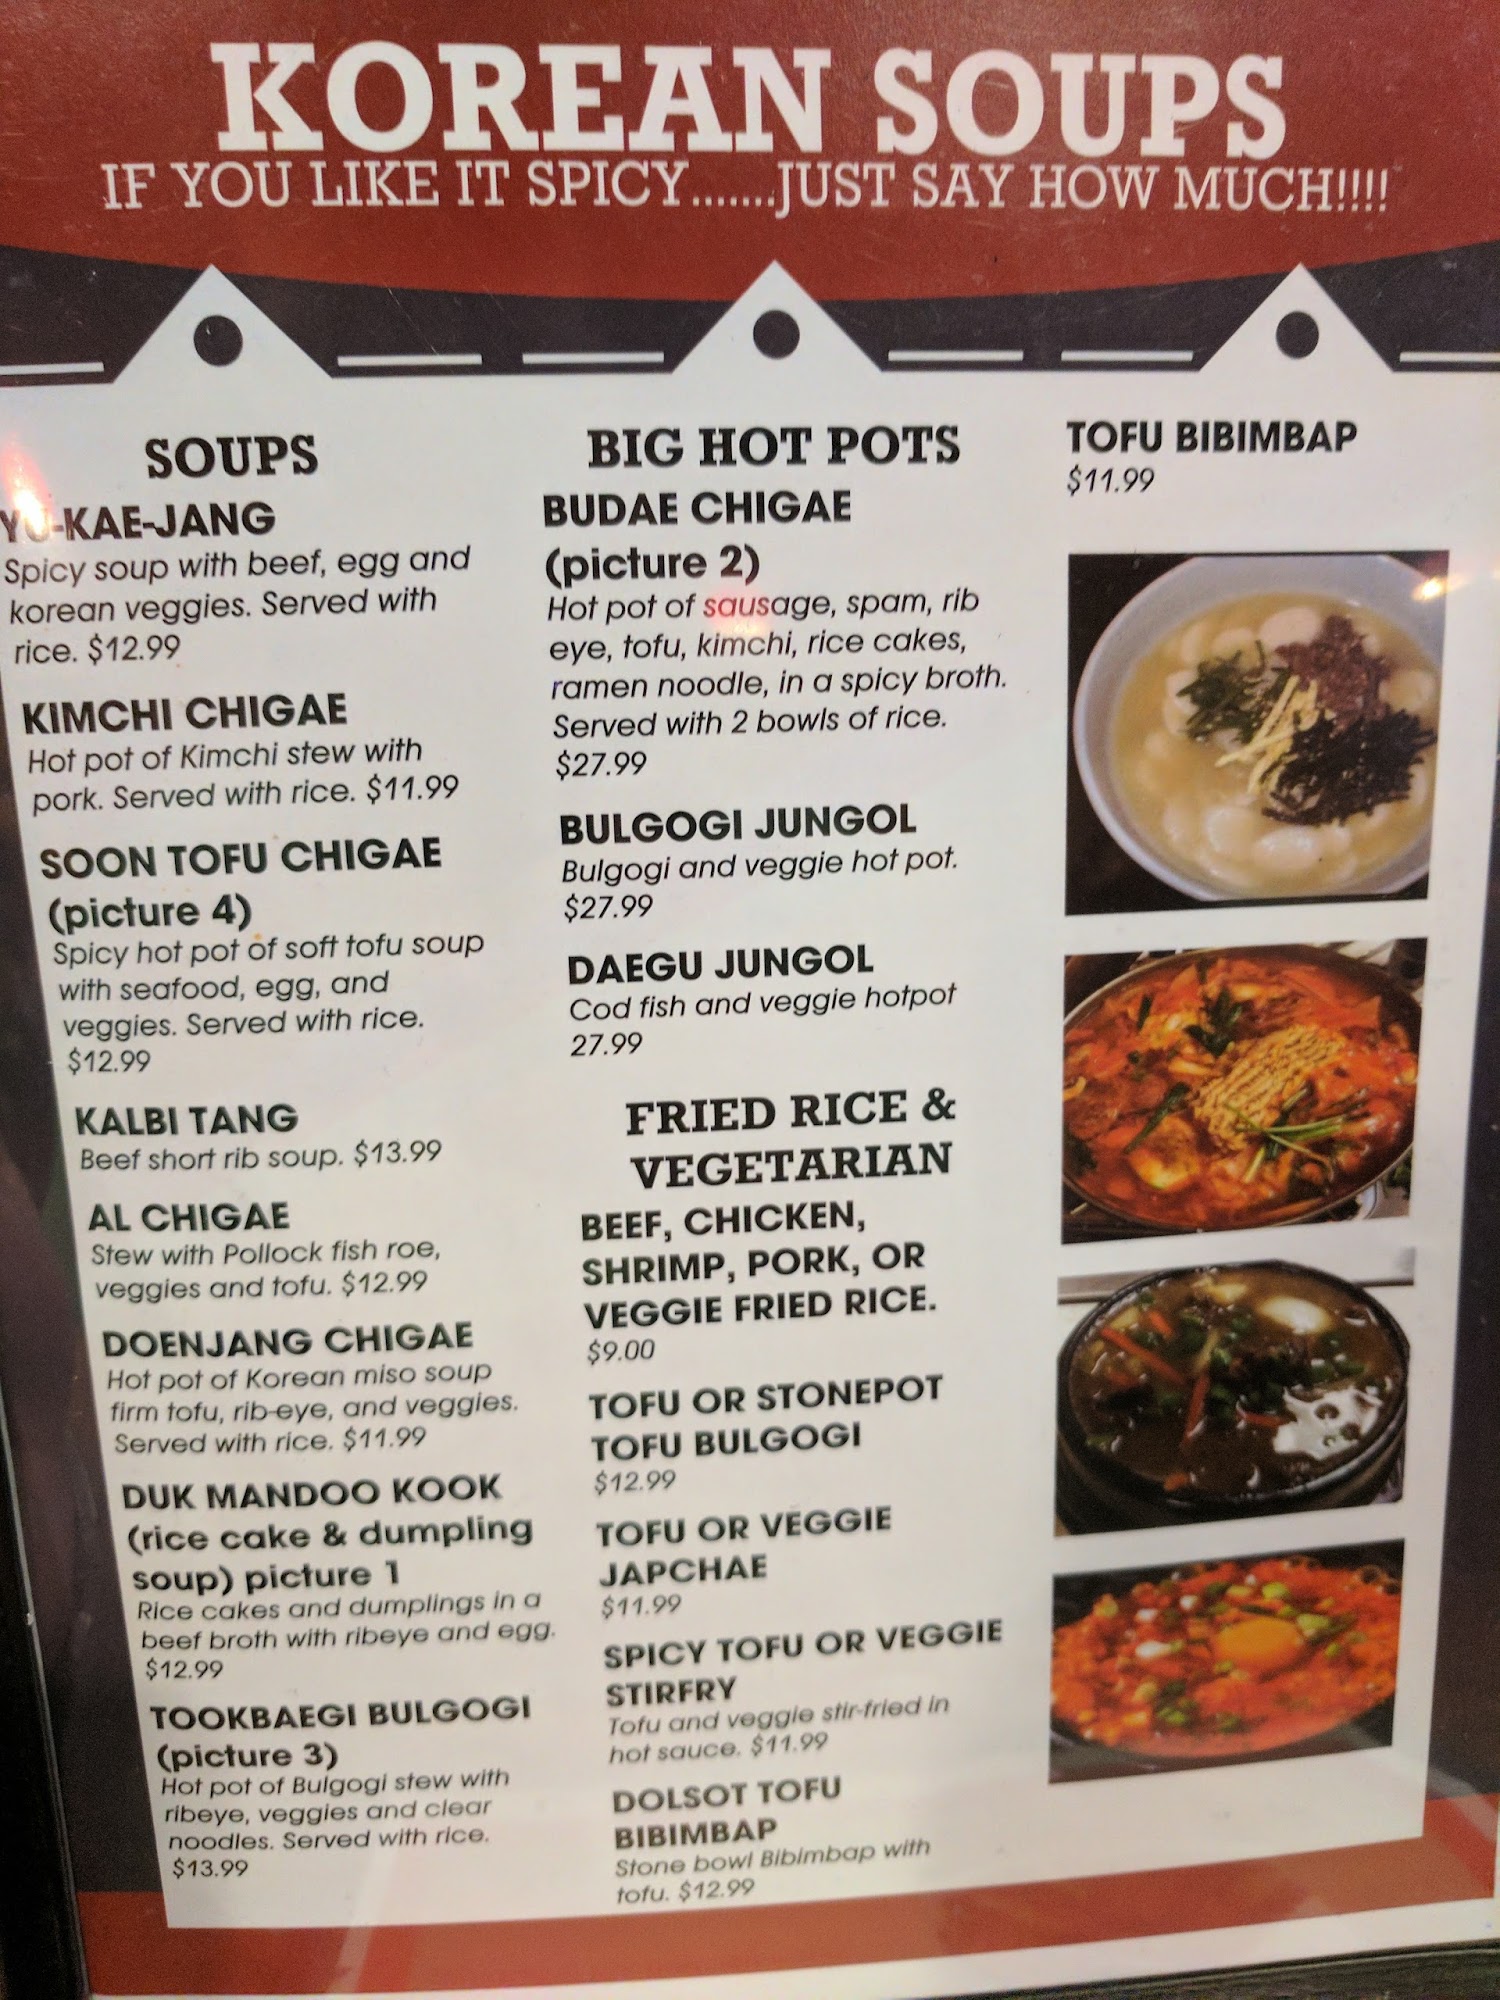 KOREAN SOUPS
IF YOU LIKE IT SPICY.......JUST SAY HOW MUCH!!!!
SOUPS
YU-KAE-JANG
Spicy soup with beef, egg and
korean veggies. Served with
rice. $12.99
KIMCHI CHIGAE
Hot pot of Kimchi stew with
pork. Served with rice. $11.99
SOON TOFU CHIGAE
(picture 4)
Spicy hot pot of soft tofu soup
with seafood, egg, and
veggies. Served with rice.
$12.99
KALBI TANG
Beef short rib soup. $13.99
AL CHIGAE
Stew with Pollock fish roe,
veggies and tofu. $12.99
DOENJANG CHIGAE
Hot pot of Korean miso soup
firm tofu, rib-eye, and veggies.
Served with rice. $11.99
DUK MANDOO KOOK
(rice cake & dumpling
soup) picture 1
Rice cakes and dumplings in a
beef broth with ribeye and egg.
$12.99
TOOKBAEGI BULGOGI
(picture 3)
Hot pot of Bulgogi stew with
ribeye, veggies and clear
noodles. Served with rice.
$13.99
BIG HOT POTS
BUDAE CHIGAE
(picture 2)
Hot pot of sausage, spam, rib
eye, tofu, kimchi, rice cakes,
ramen noodle, in a spicy broth.
Served with 2 bowls of rice.
$27.99
BULGOGI JUNGOL
Bulgogi and veggie hot pot.
$27.99
DAEGU JUNGOL
Cod fish and veggie hotpot
27.99
FRIED RICE &
VEGETARIAN
BEEF, CHICKEN,
SHRIMP, PORK, OR
VEGGIE FRIED RICE.
$9.00
TOFU OR STONEPOT
TOFU BULGOGI
$12.99
TOFU OR VEGGIE
JAPCHAE
$11.99
SPICY TOFU OR VEGGIE
STIRFRY
Tofu and veggie stir-fried in
hot sauce. $11.99
DOLSOT TOFU
BIBIMBAP
Stone bowl Bibimbap with
tofu. $12.99
TOFU BIBIMBAP
$11.99